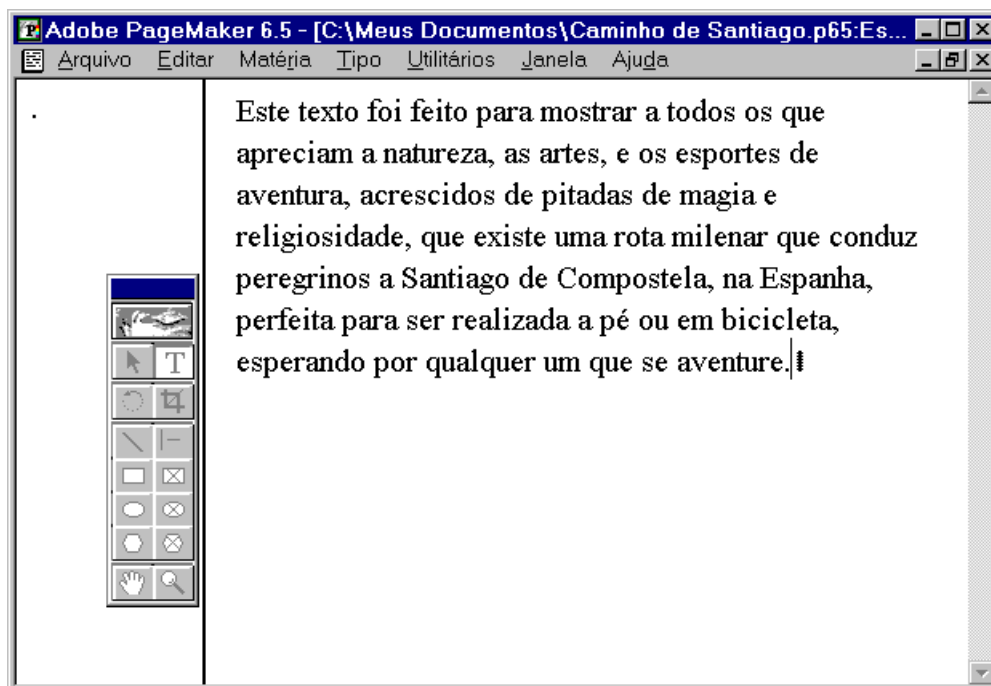 Adobe PageMaker 6.5 - [C:\Meus Documentos\Caminho de Santiago.p65:Es...
Arquivo Editar Matéria Tipo Utilitários Janela Ajuda
Este texto foi feito para mostrar a todos os que
apreciam a natureza, as artes, e os esportes de
aventura, acrescidos de pitadas de magia e
religiosidade, que existe uma rota milenar que conduz
peregrinos a Santiago de Compostela, na Espanha,
perfeita para ser realizada a pé ou em bicicleta,
esperando por qualquer um que se aventure.
T